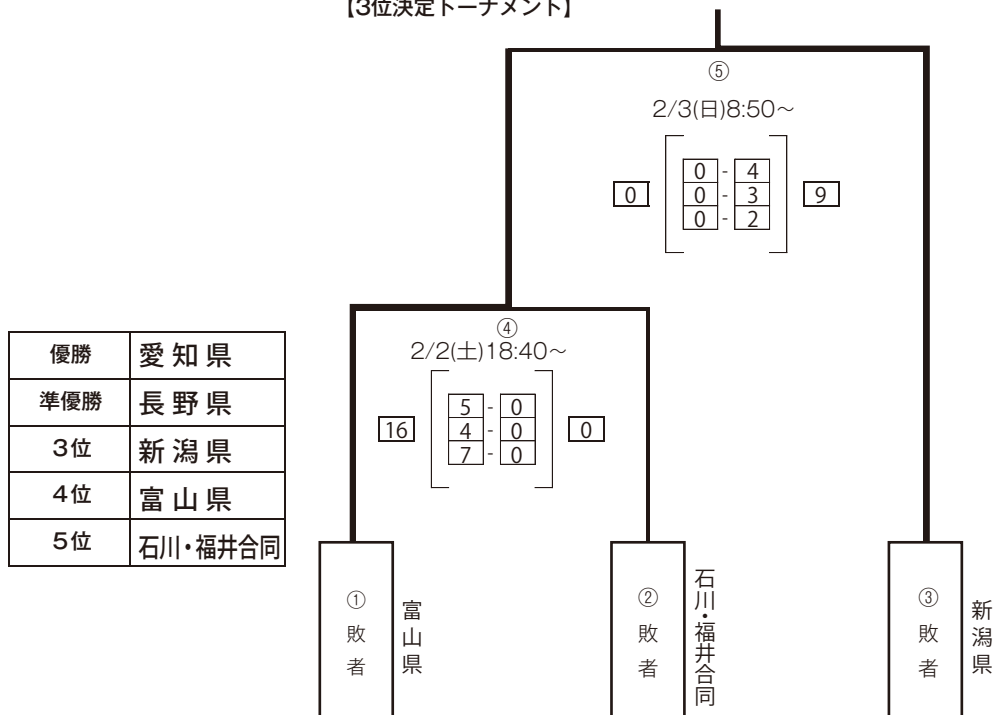 【3位決定トーナメント】
⑤
2/3(日)8:50～
0 - 4
0 0 - 3 9
0 - 2
④
2/2(土)18:40～
5 - 0
16 4 - 0 0
7 - 0
優勝 愛知県
準優勝 長野県
3位 新潟県
4位 富山県
5位 石川・福井合同
①敗者 富山県
②敗者 石川・福井合同
③敗者 新潟県